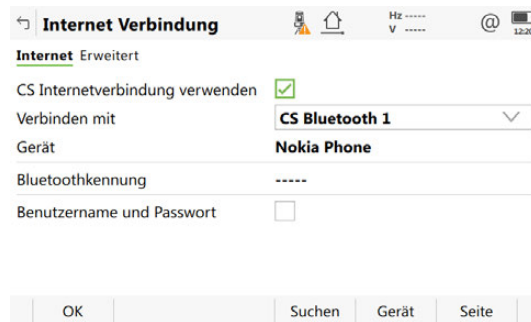 Internet Verbindung
Hz -----
V -----
@
12:20
Internet Erweitert
CS Internetverbindung verwenden
Verbinden mit CS Bluetooth 1
Gerät Nokia Phone
Bluetoothkennung -----
Benutzername und Passwort
OK Suchen Gerät Seite